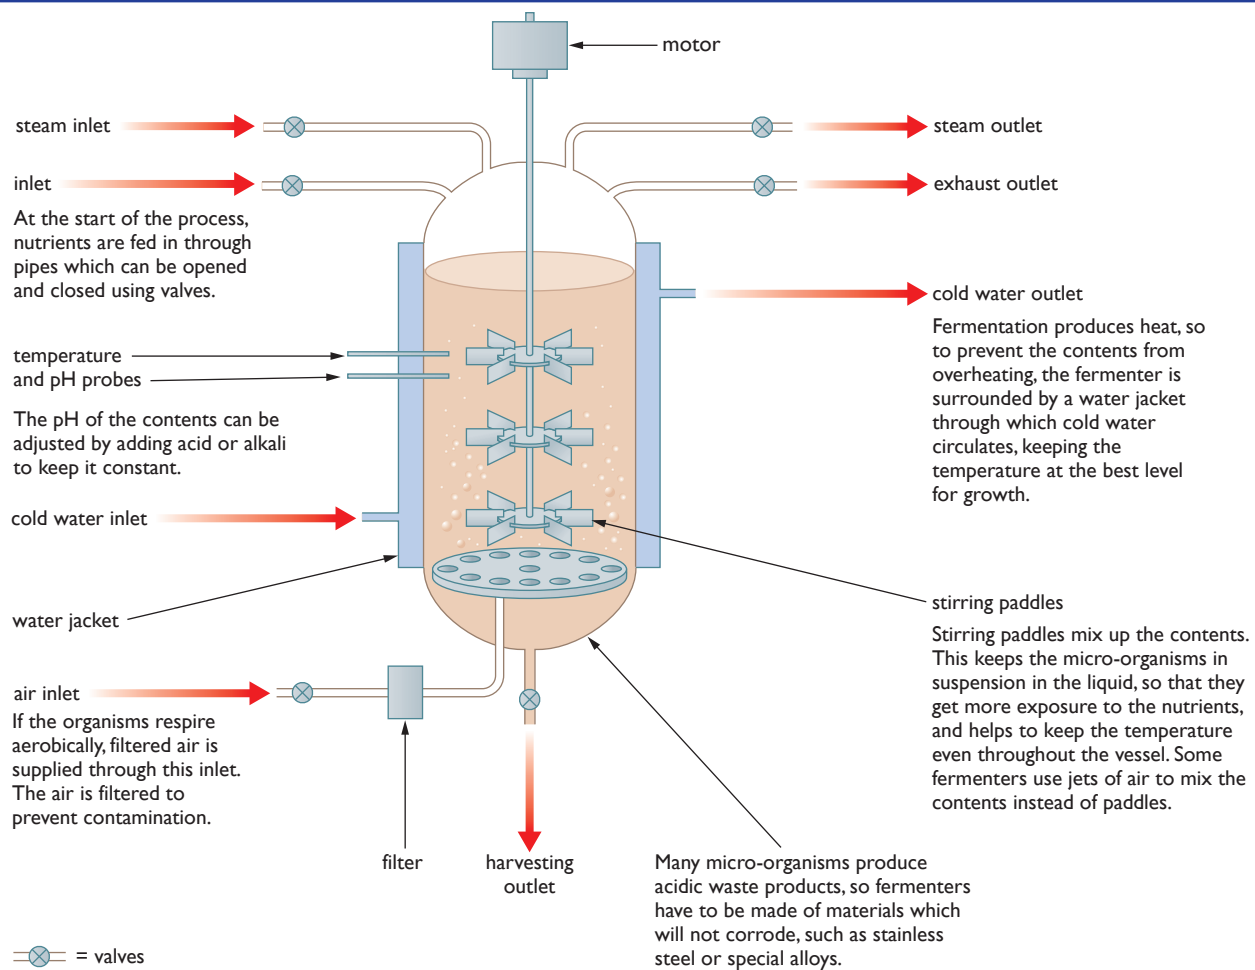 motor
steam inlet
steam outlet
inlet
exhaust outlet
At the start of the process,
nutrients are fed in through
pipes which can be opened
and closed using valves.
cold water outlet
Fermentation produces heat, so
to prevent the contents from
overheating, the fermenter is
surrounded by a water jacket
through which cold water
circulates, keeping the
temperature at the best level
for growth.
temperature
and pH probes
The pH of the contents can be
adjusted by adding acid or alkali
to keep it constant.
cold water inlet
water jacket
stirring paddles
Stirring paddles mix up the contents.
This keeps the micro-organisms in
suspension in the liquid, so that they
get more exposure to the nutrients,
and helps to keep the temperature
even throughout the vessel. Some
fermenters use jets of air to mix the
contents instead of paddles.
air inlet
If the organisms respire
aerobically, filtered air is
supplied through this inlet.
The air is filtered to
prevent contamination.
filter
harvesting
outlet
Many micro-organisms produce
acidic waste products, so fermenters
have to be made of materials which
will not corrode, such as stainless
steel or special alloys.
= valves